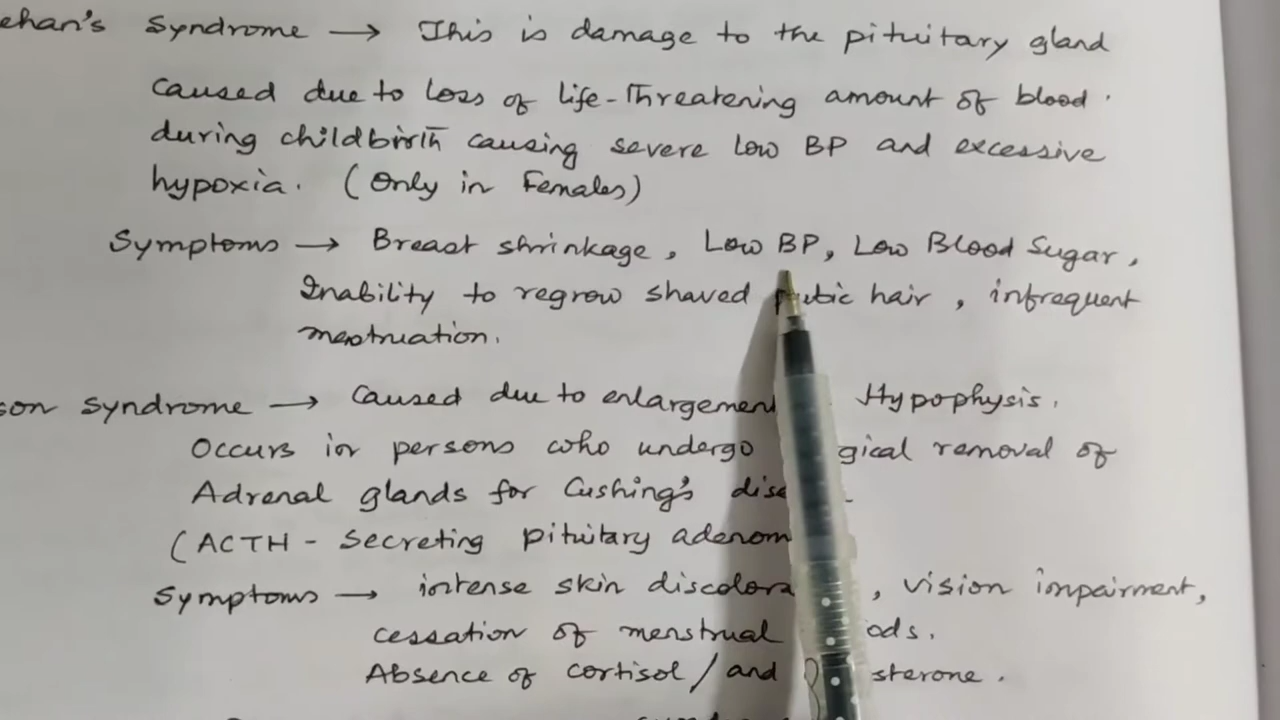 ehan's Syndrome → This is damage to the pituitary gland
caused due to loss of life-threatening amount of blood.
during childbirth causing severe low BP and excessive
hypoxia. (Only in Females)
Symptoms → Breast shrinkage, Low BP, Low Blood Sugar,
Inability to regrow shaved pubic hair, infrequent
menstruation.
son Syndrome → Caused due to enlargement Hypophysis.
Occurs in persons who undergo gical removal of
Adrenal glands for Cushing's dise
(ACTH - secreting pituitary adenom
Symptoms → intense skin discolora , vision impairment,
cessation of menstrual ods.
Absence of cortisol / and sterone.